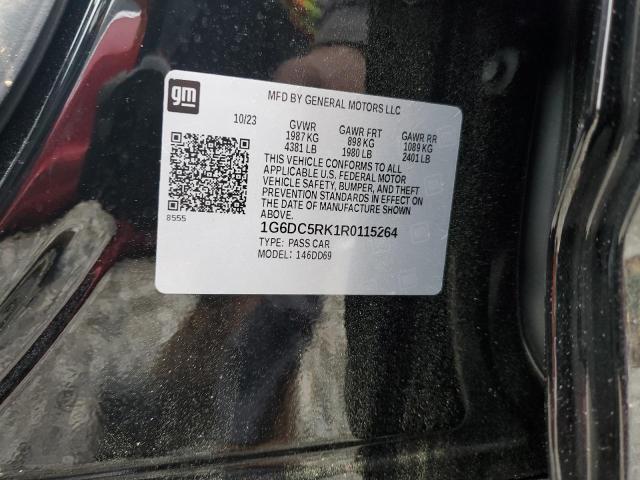 gm
MFD BY GENERAL MOTORS LLC
10/23 GVWR GAWR FRT GAWR RR
1987 KG 898 KG 1089 KG
4381 LB 1980 LB 2401 LB
THIS VEHICLE CONFORMS TO ALL
APPLICABLE U.S. FEDERAL MOTOR
VEHICLE SAFETY, BUMPER, AND THEFT
PREVENTION STANDARDS IN EFFECT ON
THE DATE OF MANUFACTURE SHOWN
ABOVE.
8555
1G6DC5RK1R0115264
TYPE: PASS CAR
MODEL: 146DD69